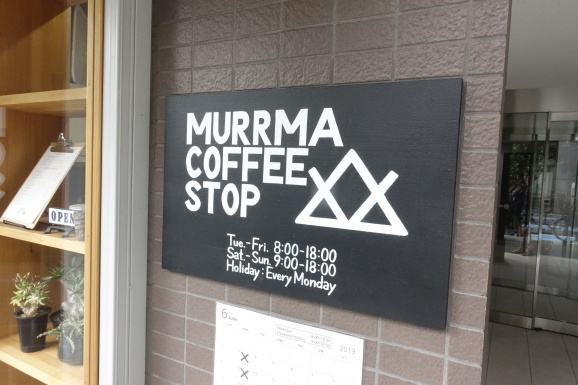 MURRMA
COFFEE
STOP
Tue.-Fri. 8:00-18:00
Sat.-Sun. 9:00-18:00
Holiday: Every Monday
OPEN
6 June
2019